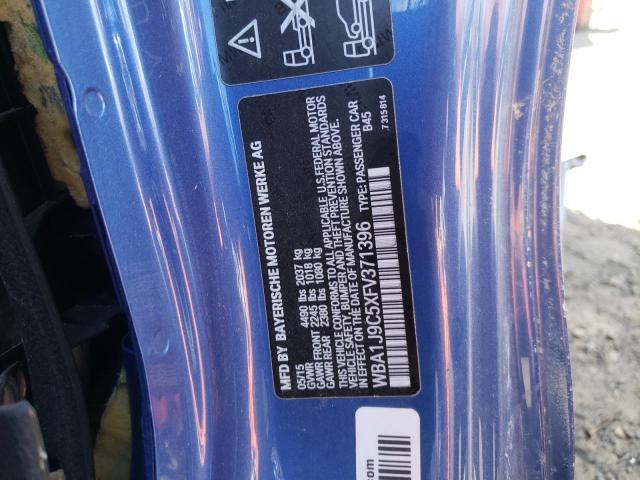 MFD BY BAYERISCHE MOTOREN WERKE AG
05/15
GVWR 4490 lbs 2037 kg
GAWR FRONT 2245 lbs 1018 kg
GAWR REAR 2380 lbs 1080 kg
THIS VEHICLE CONFORMS TO ALL APPLICABLE U.S.FEDERAL MOTOR
VEHICLE SAFETY, BUMPER AND THEFT PREVENTION STANDARDS
IN EFFECT ON THE DATE OF MANUFACTURE SHOWN ABOVE.
WBA1J9C5XFV371396 TYPE: PASSENGER CAR
B45
7 315 814
.com